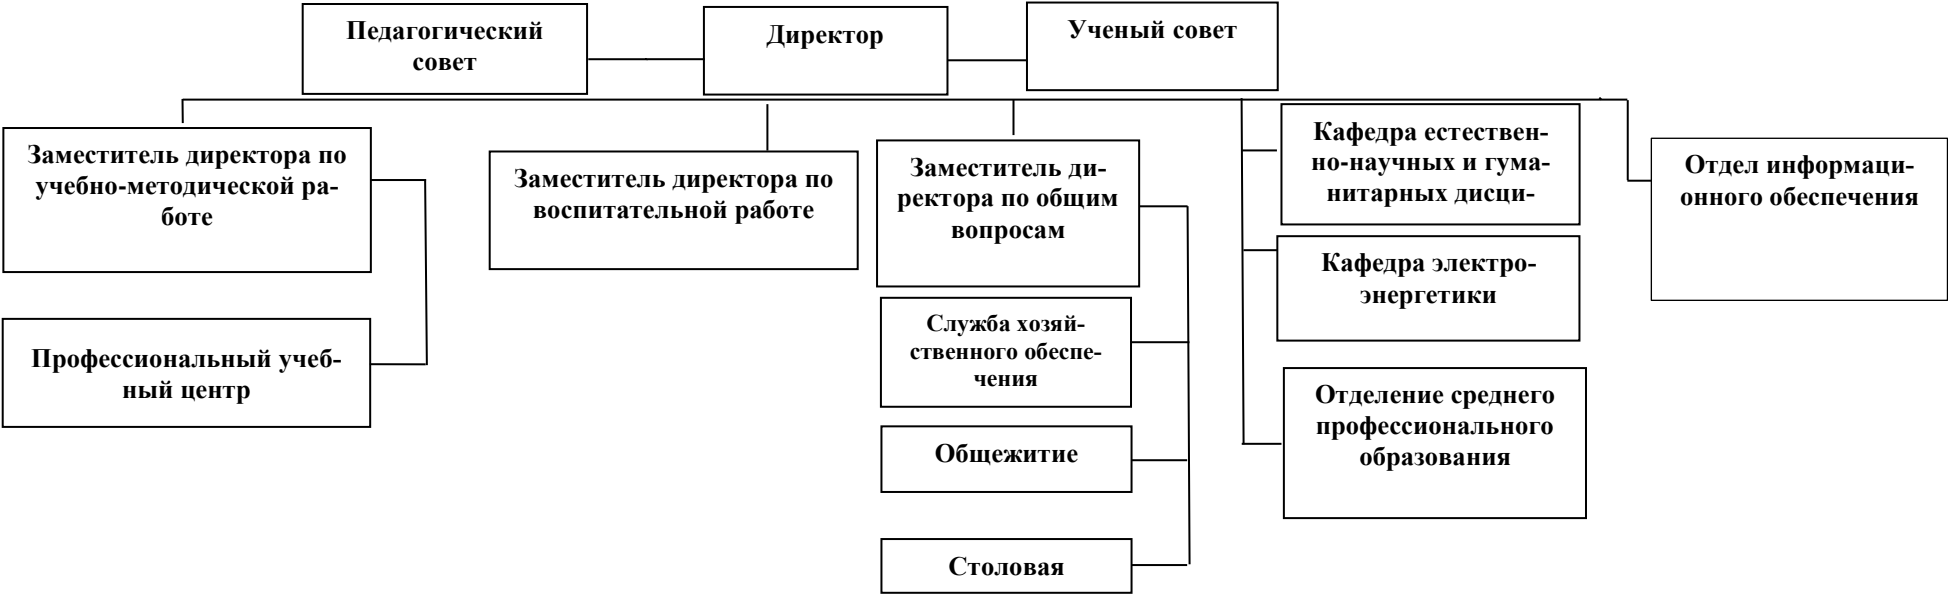 Педагогический
совет
Директор
Ученый совет
Заместитель директора по
учебно-методической ра-
боте
Заместитель директора по
воспитательной работе
Заместитель ди-
ректора по общим
вопросам
Кафедра естествен-
но-научных и гума-
нитарных дисци-
Отдел информаци-
онного обеспечения
Кафедра электро-
энергетики
Профессиональный учеб-
ный центр
Служба хозяй-
ственного обеспе-
чения
Отделение среднего
профессионального
образования
Общежитие
Столовая